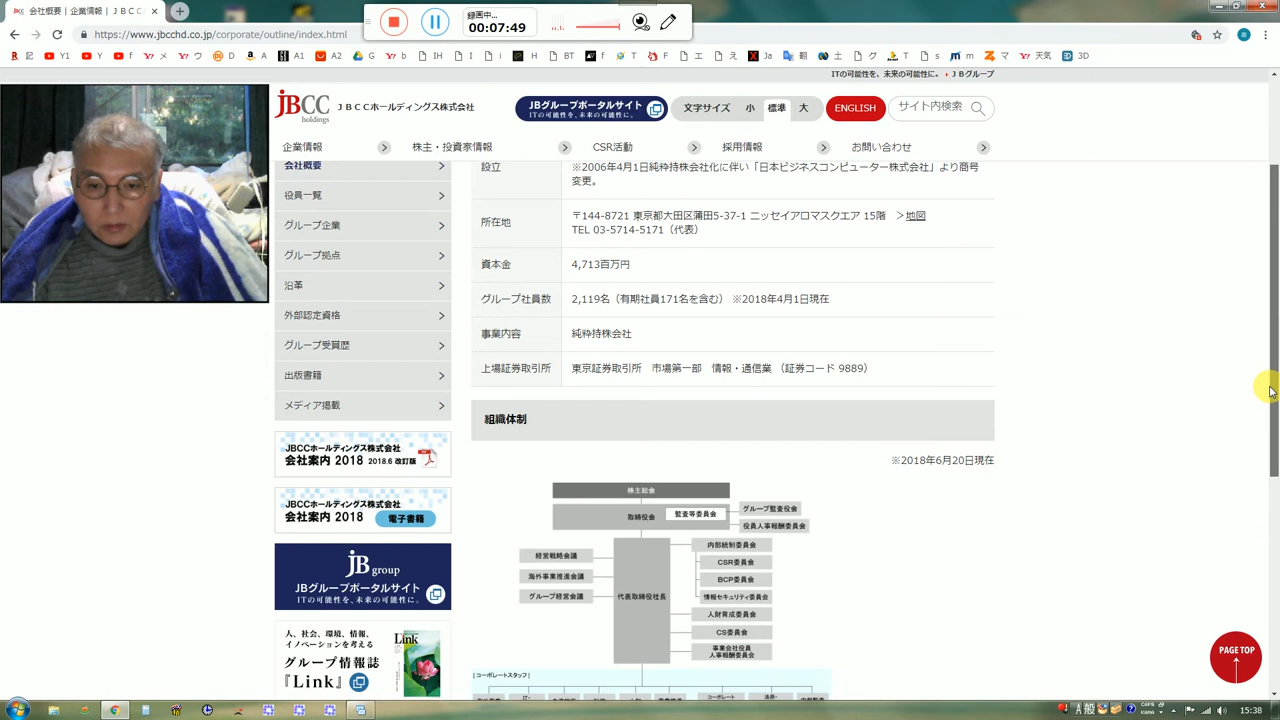 JBCC 会社概要 | 企業情報 | ＪＢＣＣ
録画中...
00:07:49
https://www.jbcchd.co.jp/corporate/outline/index.html
ITの可能性を、未来の可能性に。 ＪＢグループ
JBCC holdings
ＪＢＣＣホールディングス株式会社
JBグループポータルサイト
ITの可能性を、未来の可能性に。
文字サイズ 小 標準 大
ENGLISH
サイト内検索
企業情報
株主・投資家情報
CSR活動
採用情報
お問い合わせ
会社概要
役員一覧
グループ企業
グループ拠点
沿革
外部認定資格
グループ受賞歴
出版書籍
メディア掲載
設立
※2006年4月1日純粋持株会社化に伴い「日本ビジネスコンピューター株式会社」より商号
変更。
所在地
〒144-8721 東京都大田区蒲田5-37-1 ニッセイアロマスクエア 15階 ＞地図
TEL 03-5714-5171（代表）
資本金
4,713百万円
グループ社員数
2,119名（有期社員171名を含む） ※2018年4月1日現在
事業内容
純粋持株会社
上場証券取引所
東京証券取引所 市場第一部 情報・通信業 （証券コード 9889）
組織体制
※2018年6月20日現在
株主総会
取締役会
監査等委員会
グループ監査役会
役員人事報酬委員会
内部統制委員会
経営戦略会議
CSR委員会
海外事業推進会議
BCP委員会
グループ経営会議
代表取締役社長
情報セキュリティ委員会
人財育成委員会
CS委員会
事業会社役員
人事報酬委員会
[コーポレートスタッフ]
JBCCホールディングス株式会社
会社案内 2018 2018.6 改訂版
JBCCホールディングス株式会社
会社案内 2018 電子書籍
JB group
JBグループポータルサイト
ITの可能性を、未来の可能性に。
人、社会、環境、情報、
イノベーションを考える
グループ情報誌
『Link』
Link
PAGE TOP
15:38